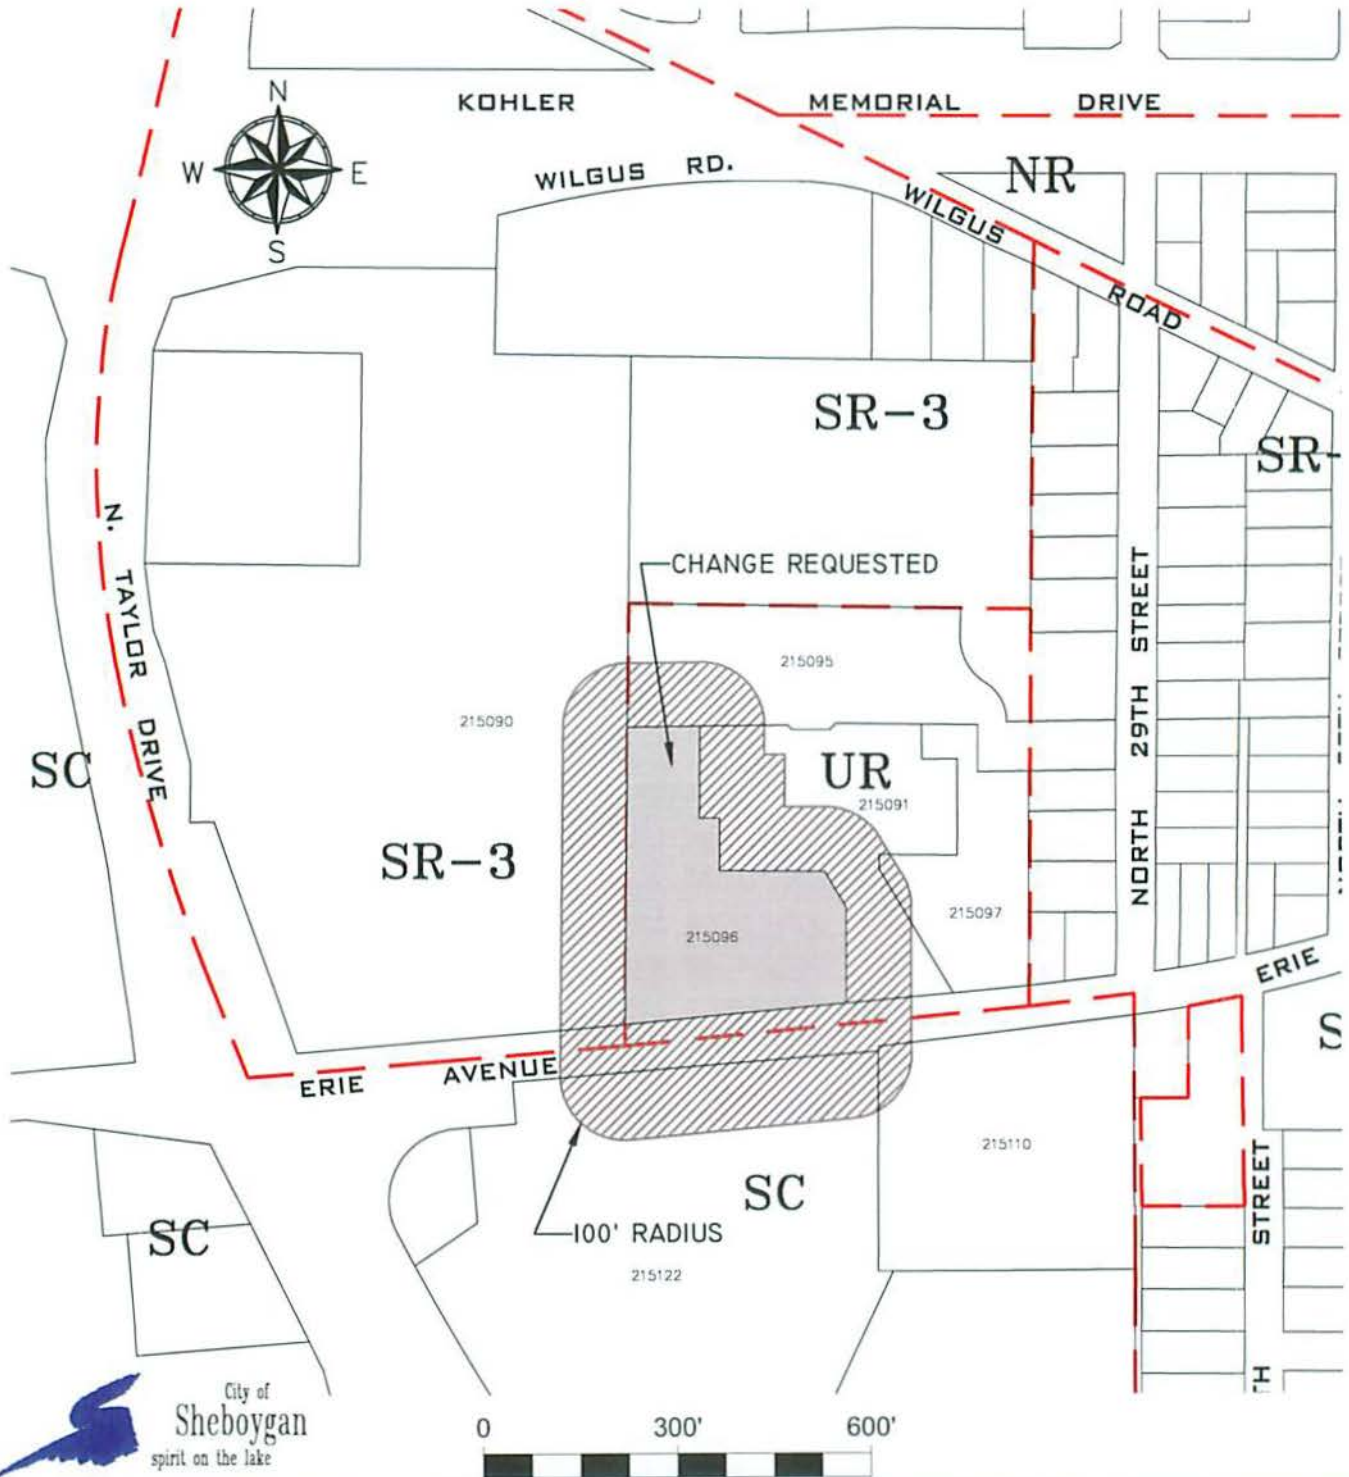 KOHLER MEMORIAL DRIVE
N
W E
S
WILGUS RD.
NR
WILGUS ROAD
SR-3
SR-
N. TAYLOR DRIVE
CHANGE REQUESTED
NORTH 29TH STREET
215095
215090
SC
UR
215091
SR-3
215097
215096
ERIE
ERIE AVENUE
S
215110
SC
STREET
SC
100' RADIUS
215122
TH
City of
Sheboygan
spirit on the lake
0 300' 600'